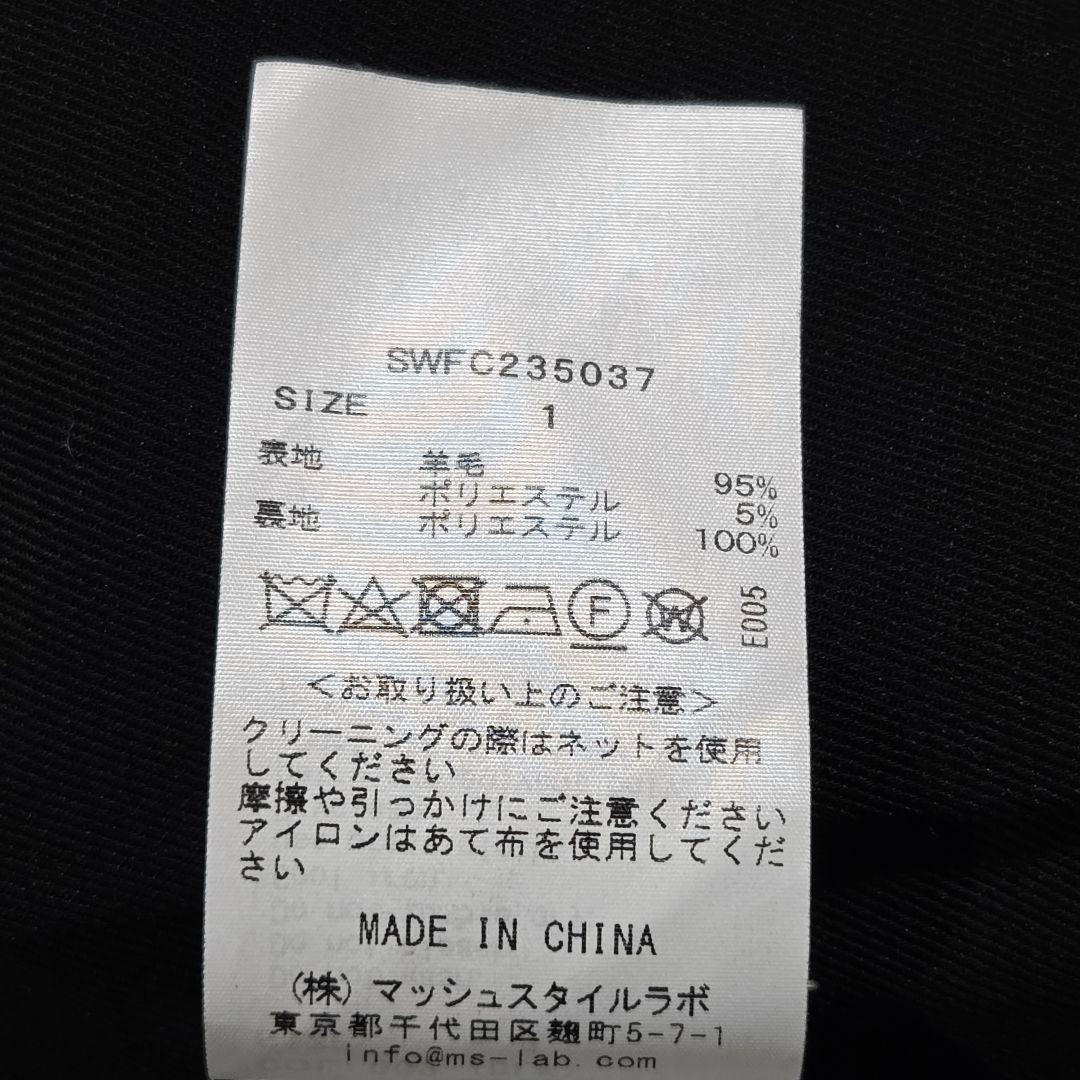 SWFC235037
SIZE 1
表地 羊毛 95%
ポリエステル 5%
裏地 ポリエステル 100%
F W E005
<お取り扱い上のご注意>
クリーニングの際はネットを使用
してください
摩擦や引っかけにご注意ください
アイロンはあて布を使用してくだ
さい
MADE IN CHINA
(株)マッシュスタイルラボ
東京都千代田区麹町5-7-1
info@ms-lab.com